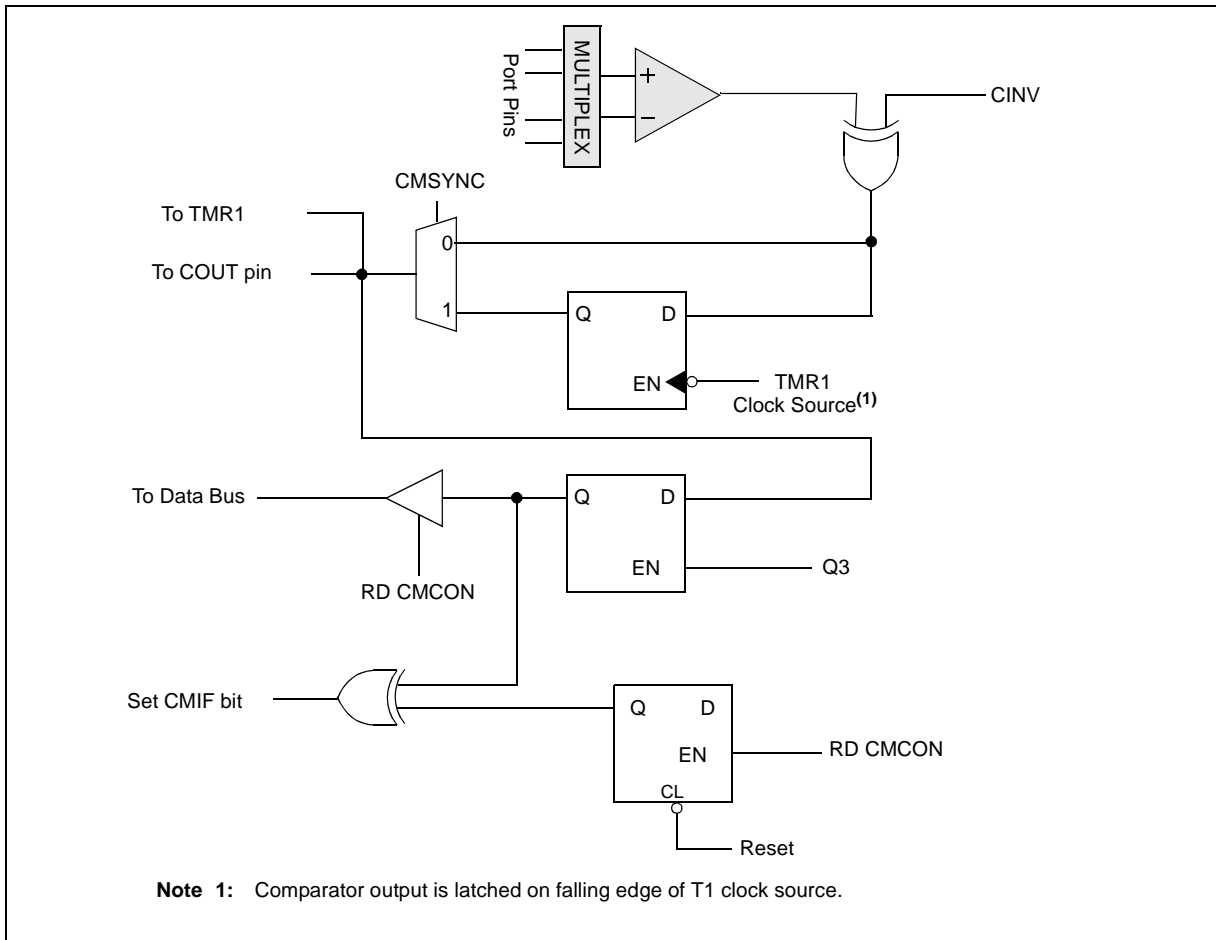 Port Pins
MULTIPLEX
+
−
CINV
CMSYNC
To TMR1
0
To COUT pin
1
Q D
EN
TMR1
Clock Source(1)
To Data Bus
Q D
EN
Q3
RD CMCON
Set CMIF bit
Q D
EN
RD CMCON
CL
Reset
Note 1: Comparator output is latched on falling edge of T1 clock source.